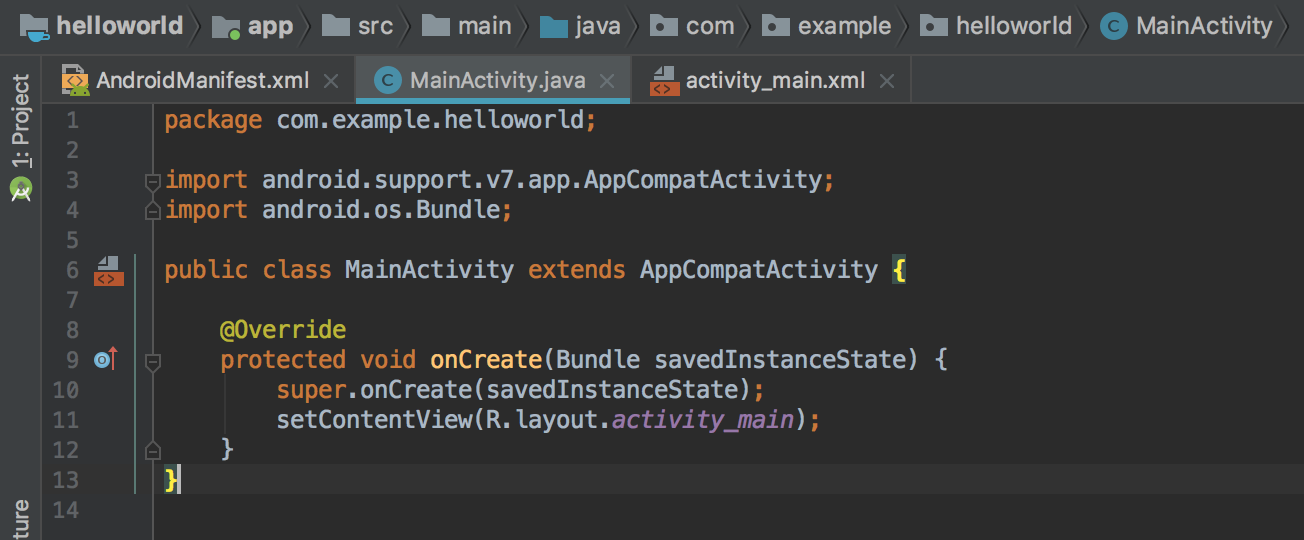 helloworld app src main java com example helloworld C MainActivity
AndroidManifest.xml C MainActivity.java activity_main.xml
1: Project
1 package com.example.helloworld;
2
3 import android.support.v7.app.AppCompatActivity;
4 import android.os.Bundle;
5
6 public class MainActivity extends AppCompatActivity {
7
8     @Override
9     protected void onCreate(Bundle savedInstanceState) {
10         super.onCreate(savedInstanceState);
11         setContentView(R.layout.activity_main);
12     }
13 }
14
ture